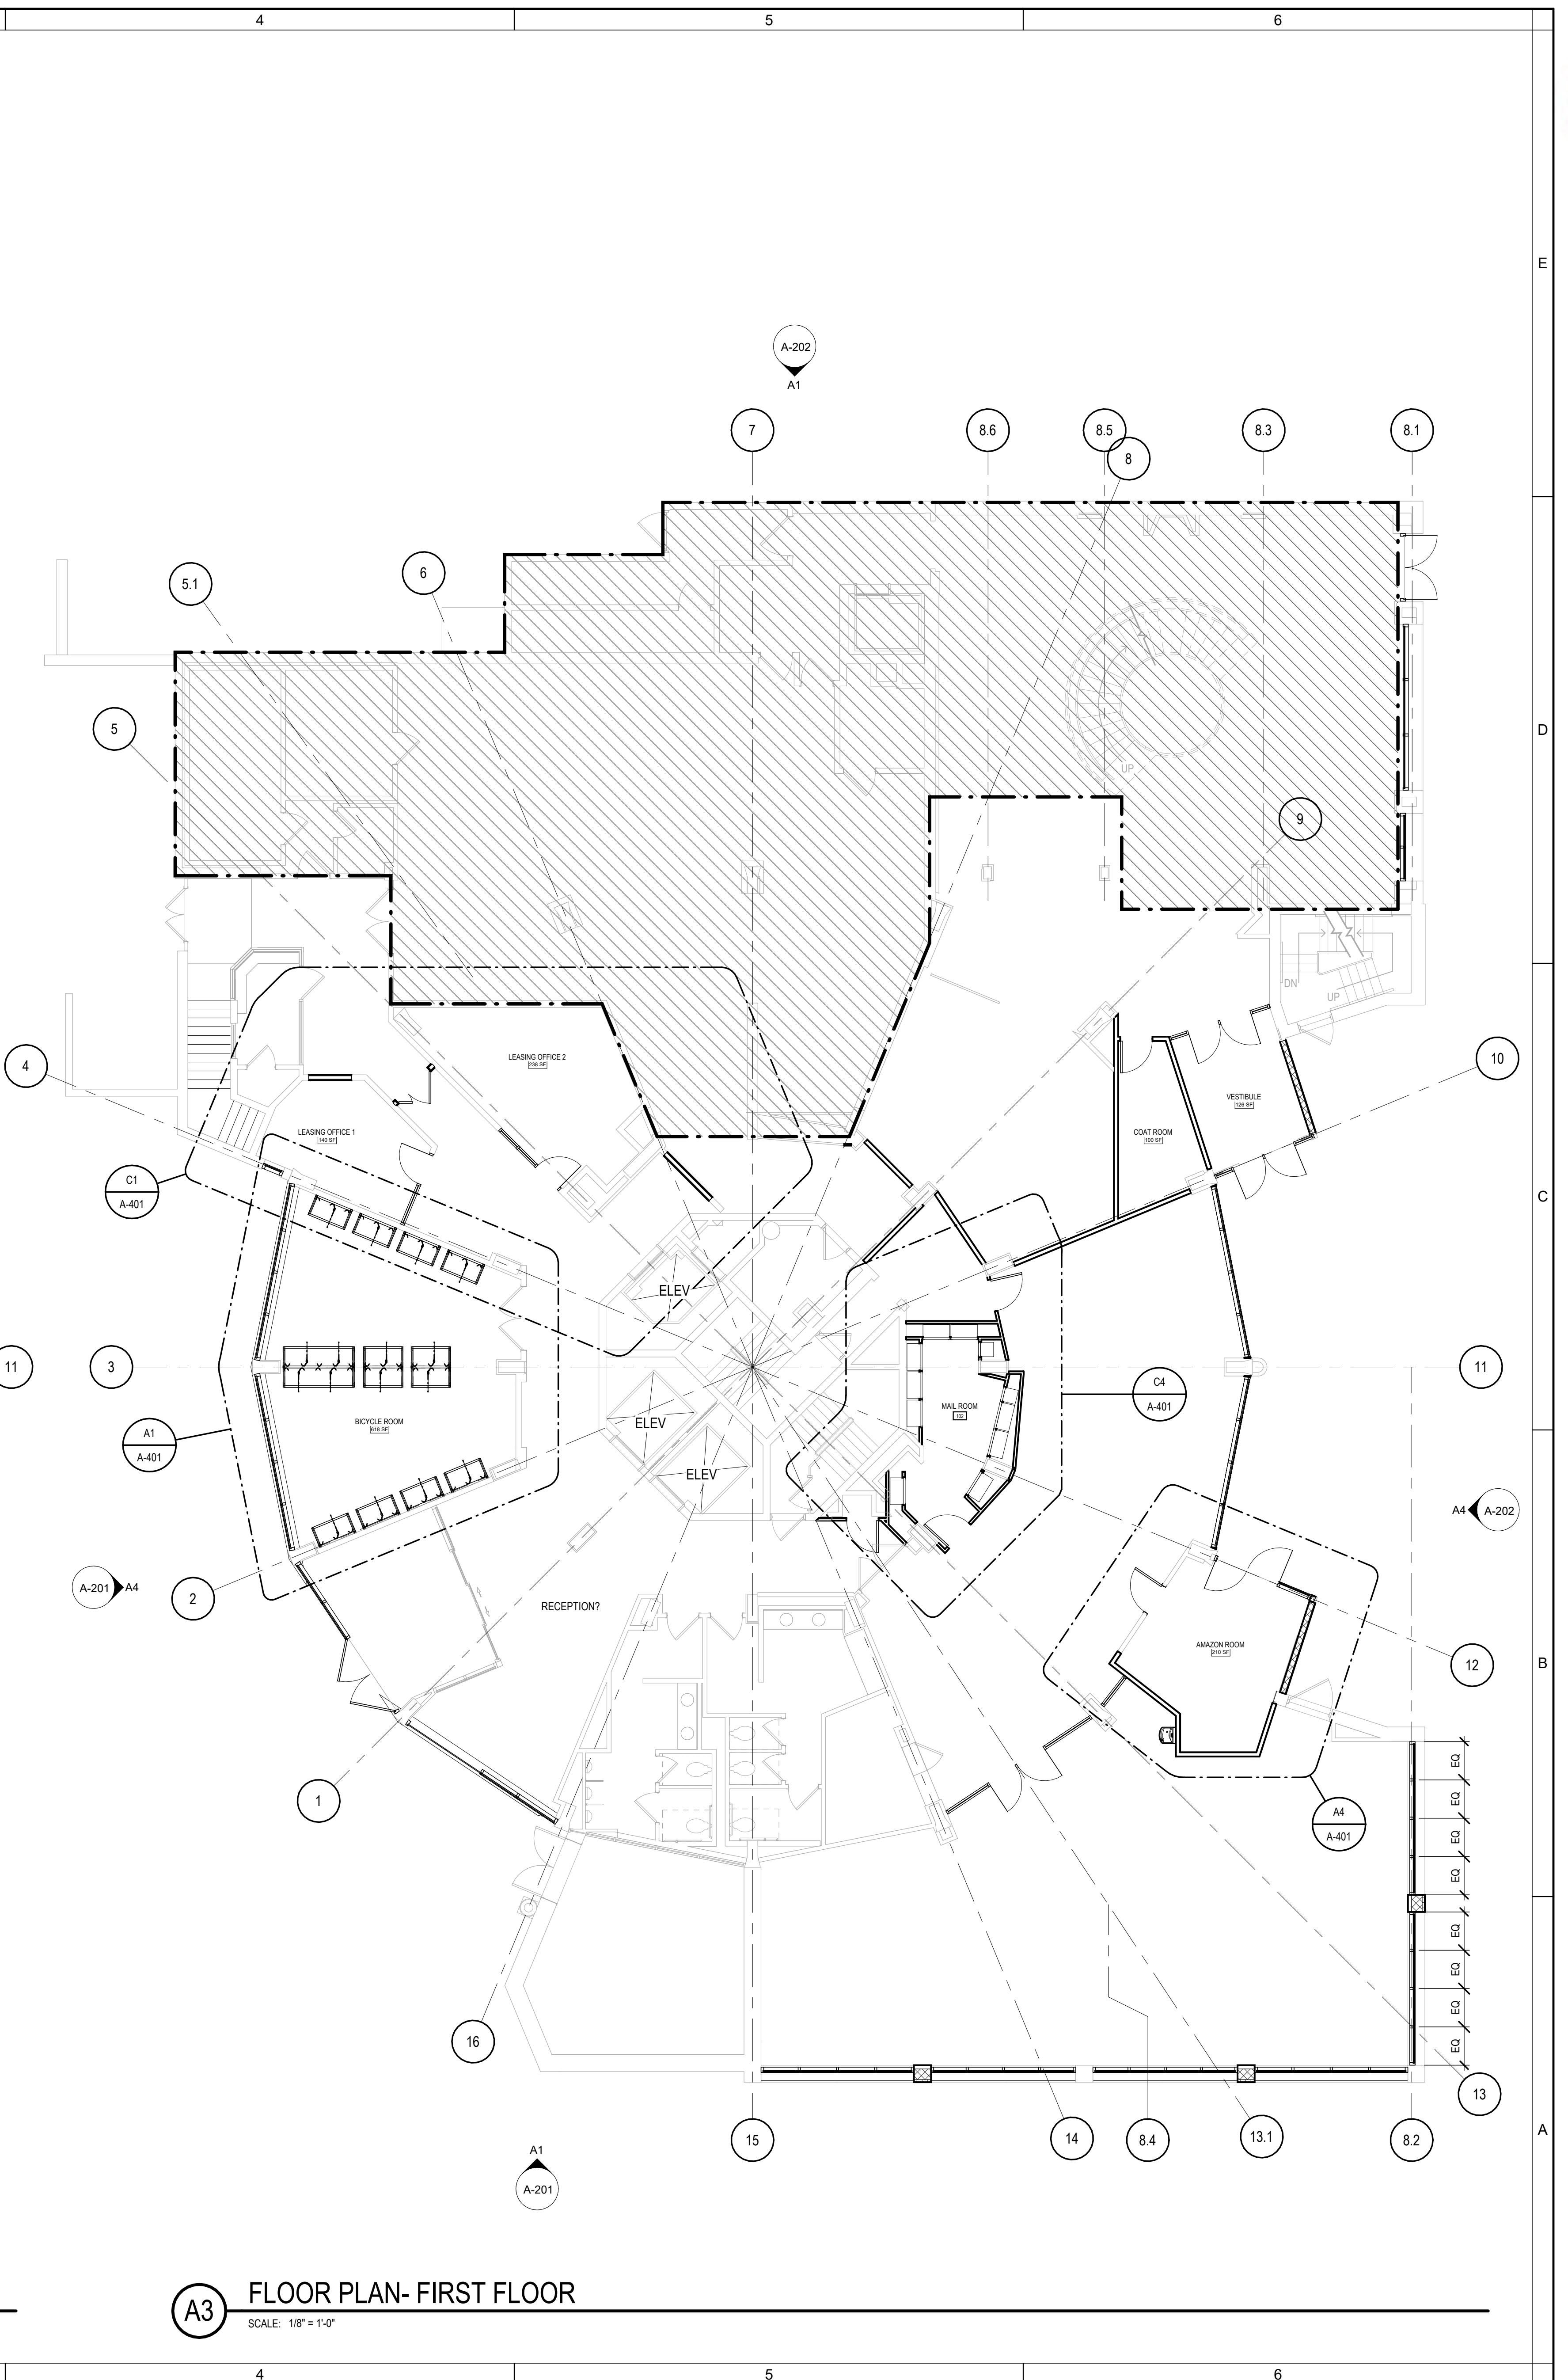 4
5
6
E
A-202
A1
7
8.6
8.5
8.3
8.1
8
6
5.1
5
D
UP
9
DN
UP
4
LEASING OFFICE 2
238 SF
10
VESTIBULE
126 SF
LEASING OFFICE 1
140 SF
COAT ROOM
100 SF
C1
A-401
C
ELEV
11
3
11
C4
A-401
MAIL ROOM
102
BICYCLE ROOM
618 SF
ELEV
A1
A-401
ELEV
A4
A-202
A-201
A4
2
RECEPTION?
AMAZON ROOM
210 SF
12
B
EQ
EQ
EQ
EQ
1
A4
A-401
EQ
EQ
EQ
EQ
16
13
15
14
8.4
13.1
8.2
A
A1
A-201
A3
FLOOR PLAN- FIRST FLOOR
SCALE: 1/8" = 1'-0"
4
5
6